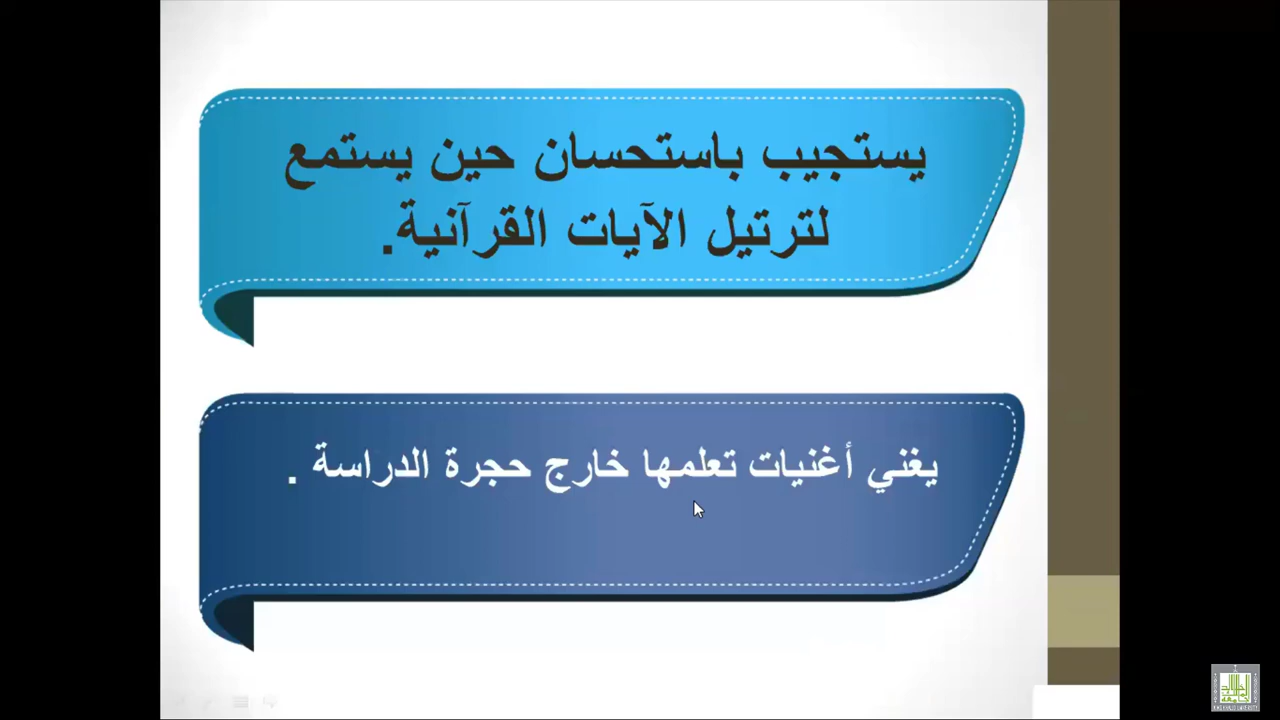 يستجيب باستحسان حين يستمع
لترتيل الآيات القرآنية.
يغني أغنيات تعلمها خارج حجرة الدراسة .